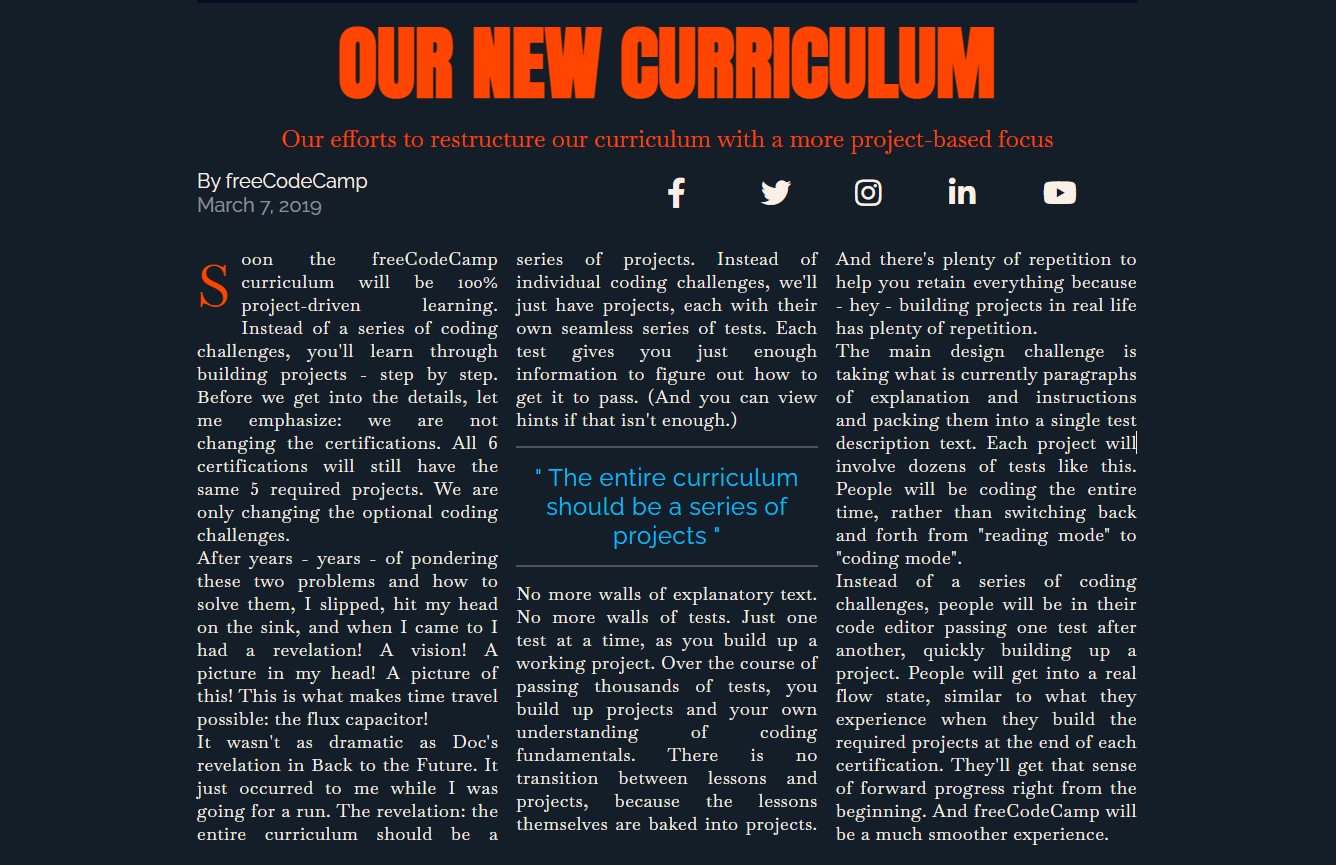 OUR NEW CURRICULUM
Our efforts to restructure our curriculum with a more project-based focus
By freeCodeCamp
March 7, 2019
Soon the freeCodeCamp
curriculum will be 100%
project-driven learning.
Instead of a series of coding
challenges, you'll learn through
building projects - step by step.
Before we get into the details, let
me emphasize: we are not
changing the certifications. All 6
certifications will still have the
same 5 required projects. We are
only changing the optional coding
challenges.
After years - years - of pondering
these two problems and how to
solve them, I slipped, hit my head
on the sink, and when I came to I
had a revelation! A vision! A
picture in my head! A picture of
this! This is what makes time travel
possible: the flux capacitor!
It wasn't as dramatic as Doc's
revelation in Back to the Future. It
just occurred to me while I was
going for a run. The revelation: the
entire curriculum should be a
series of projects. Instead of
individual coding challenges, we'll
just have projects, each with their
own seamless series of tests. Each
test gives you just enough
information to figure out how to
get it to pass. (And you can view
hints if that isn't enough.)
" The entire curriculum
should be a series of
projects "
No more walls of explanatory text.
No more walls of tests. Just one
test at a time, as you build up a
working project. Over the course of
passing thousands of tests, you
build up projects and your own
understanding of coding
fundamentals. There is no
transition between lessons and
projects, because the lessons
themselves are baked into projects.
And there's plenty of repetition to
help you retain everything because
- hey - building projects in real life
has plenty of repetition.
The main design challenge is
taking what is currently paragraphs
of explanation and instructions
and packing them into a single test
description text. Each project will
involve dozens of tests like this.
People will be coding the entire
time, rather than switching back
and forth from "reading mode" to
"coding mode".
Instead of a series of coding
challenges, people will be in their
code editor passing one test after
another, quickly building up a
project. People will get into a real
flow state, similar to what they
experience when they build the
required projects at the end of each
certification. They'll get that sense
of forward progress right from the
beginning. And freeCodeCamp will
be a much smoother experience.